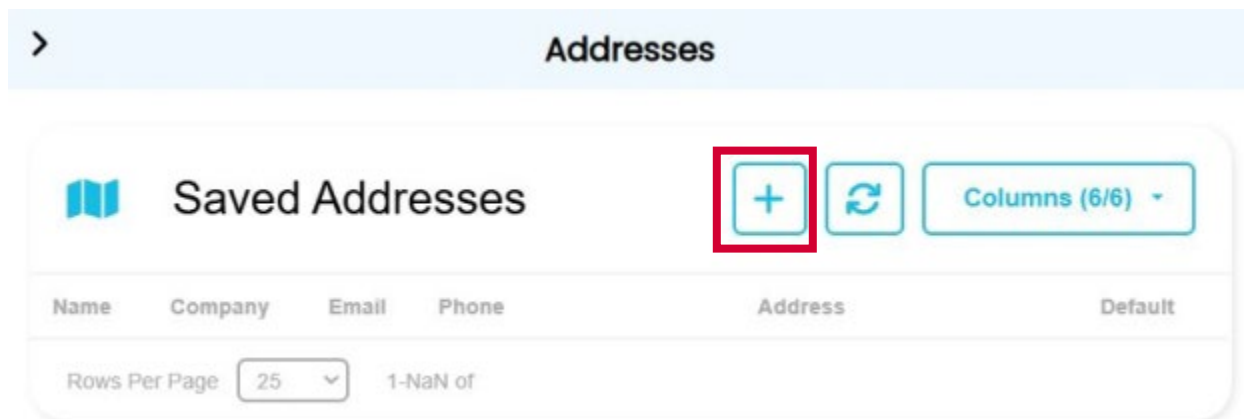 Addresses
Saved Addresses
Columns (6/6)
Name Company Email Phone Address Default
Rows Per Page 25 1-NaN of